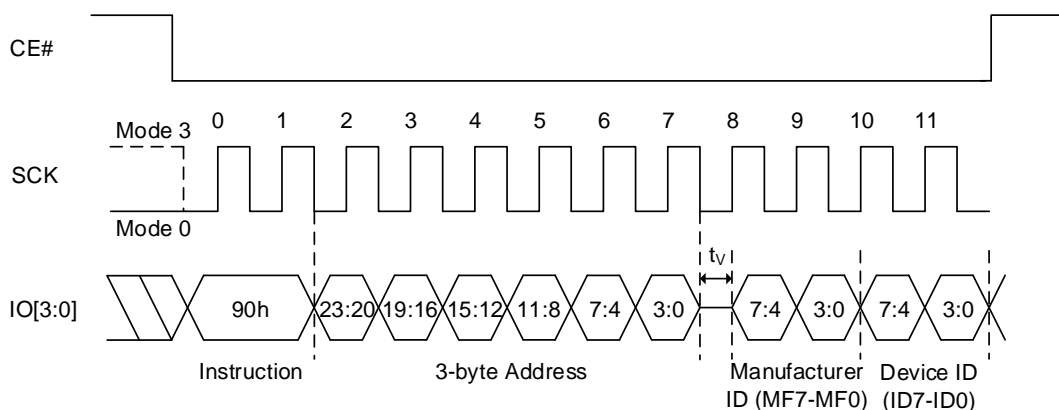 CE#
0 1 2 3 4 5 6 7 8 9 10 11
Mode 3
SCK
Mode 0
tV
IO[3:0] 90h 23:20 19:16 15:12 11:8 7:4 3:0 7:4 3:0 7:4 3:0
Instruction 3-byte Address Manufacturer Device ID
ID (MF7-MF0) (ID7-ID0)